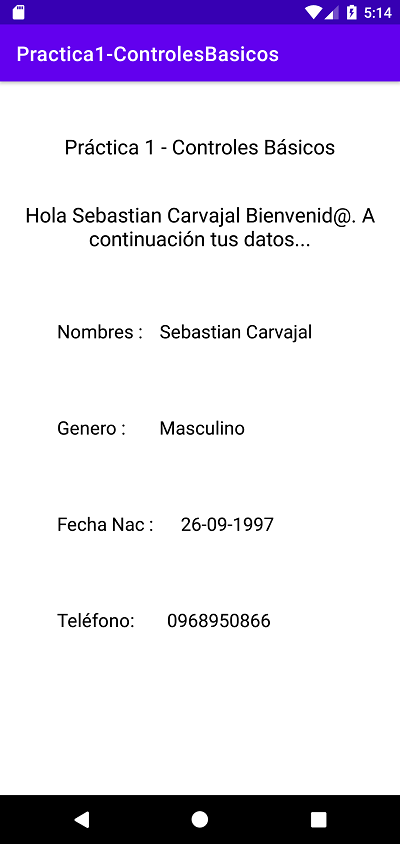 5:14
Practica1-ControlesBasicos
Práctica 1 - Controles Básicos
Hola Sebastian Carvajal Bienvenid@. A
continuación tus datos...
Nombres : Sebastian Carvajal
Genero : Masculino
Fecha Nac : 26-09-1997
Teléfono: 0968950866